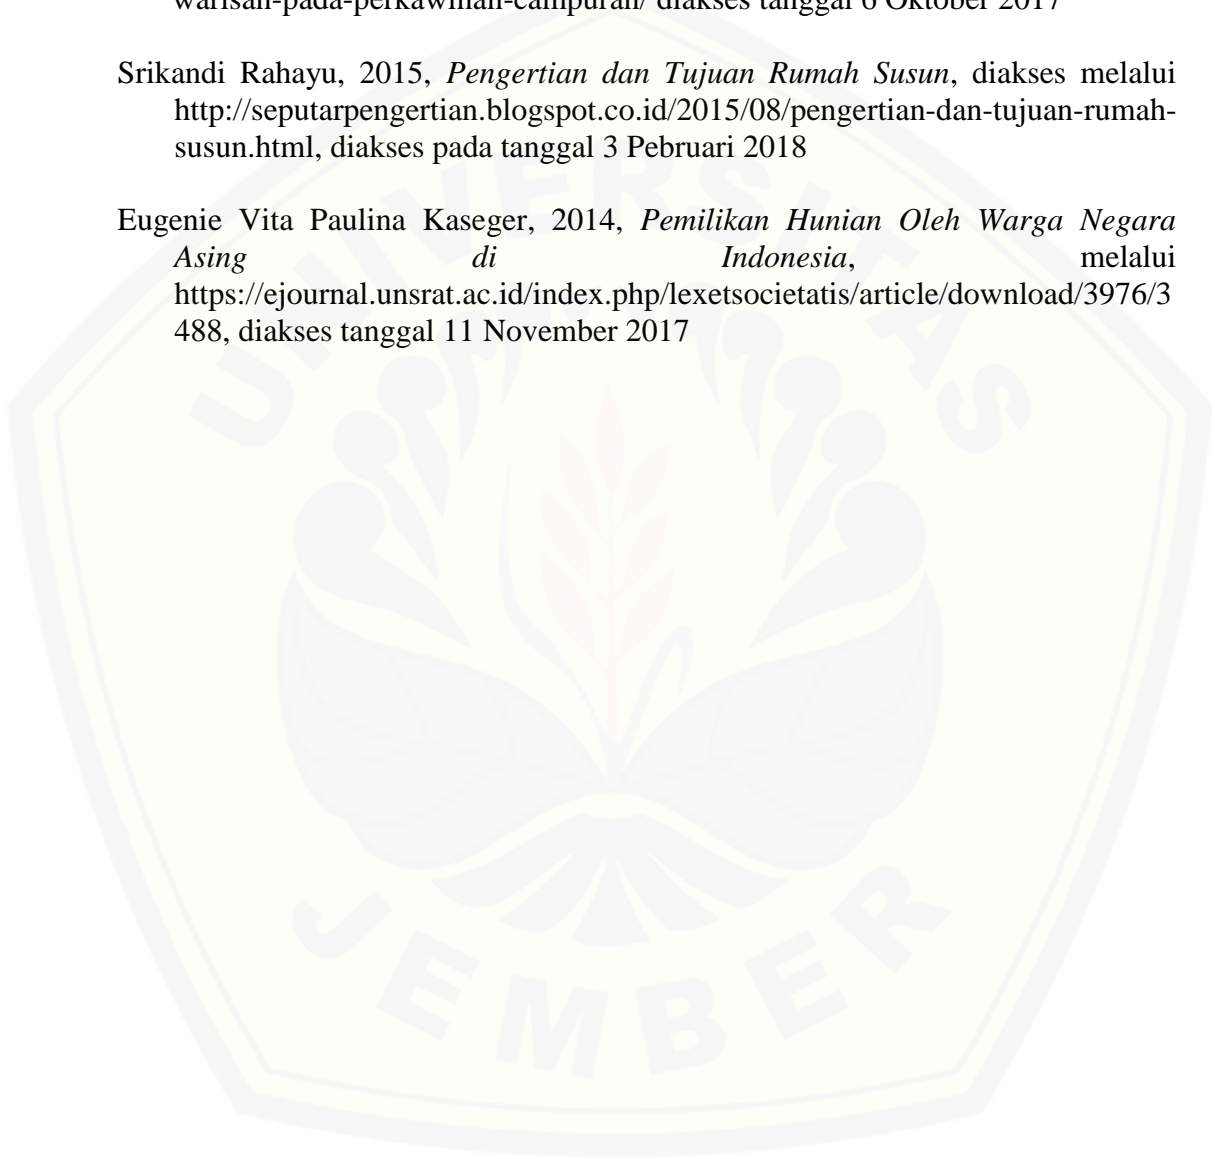 warisan-pada-perkawinan-campuran/ diakses tanggal 6 Oktober 2017
Srikandi Rahayu, 2015, Pengertian dan Tujuan Rumah Susun, diakses melalui
http://seputarpengertian.blogspot.co.id/2015/08/pengertian-dan-tujuan-rumah-
susun.html, diakses pada tanggal 3 Pebruari 2018
Eugenie Vita Paulina Kaseger, 2014, Pemilikan Hunian Oleh Warga Negara
Asing di Indonesia, melalui
https://ejournal.unsrat.ac.id/index.php/lexetsocietatis/article/download/3976/3
488, diakses tanggal 11 November 2017
UNIVERSITAS
JEMBER